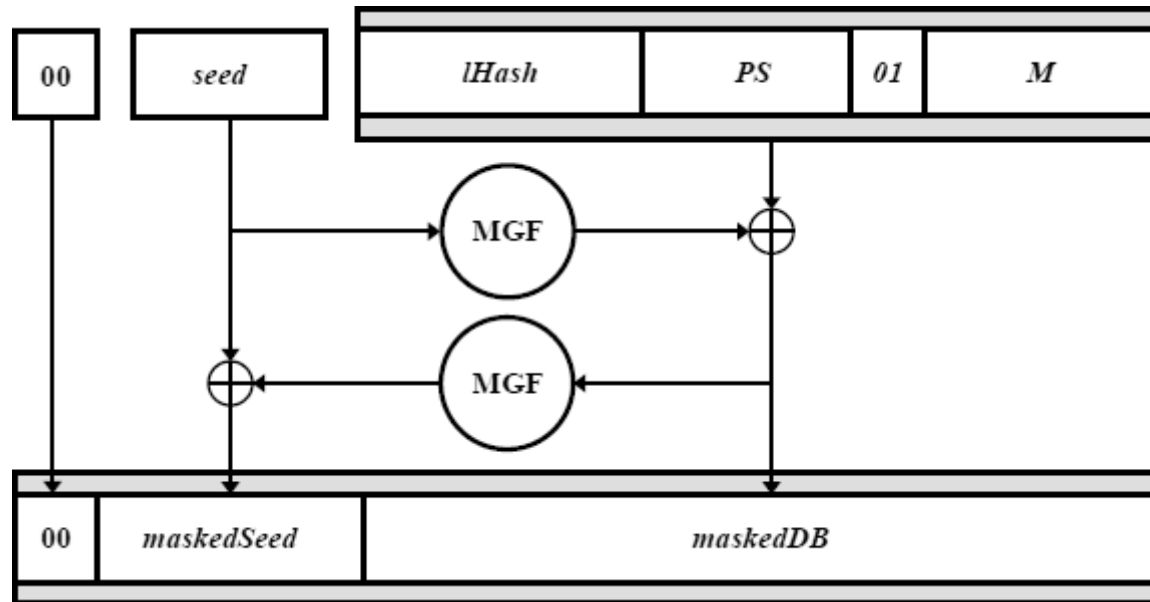 00 seed lHash PS 01 M
MGF
MGF
00 maskedSeed maskedDB